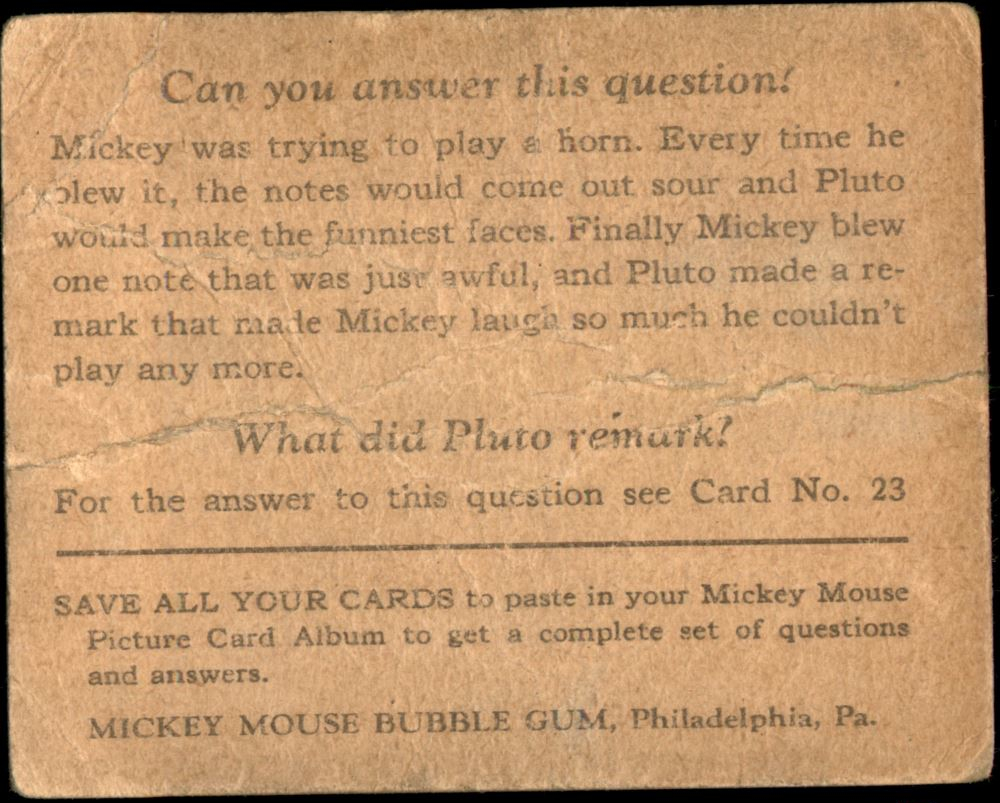 Can you answer this question?
Mickey was trying to play a horn. Every time he
blew it, the notes would come out sour and Pluto
would make the funniest faces. Finally Mickey blew
one note that was just awful, and Pluto made a re-
mark that made Mickey laugh so much he couldn't
play any more.
What did Pluto remark?
For the answer to this question see Card No. 23
SAVE ALL YOUR CARDS to paste in your Mickey Mouse
Picture Card Album to get a complete set of questions
and answers.
MICKEY MOUSE BUBBLE GUM, Philadelphia, Pa.